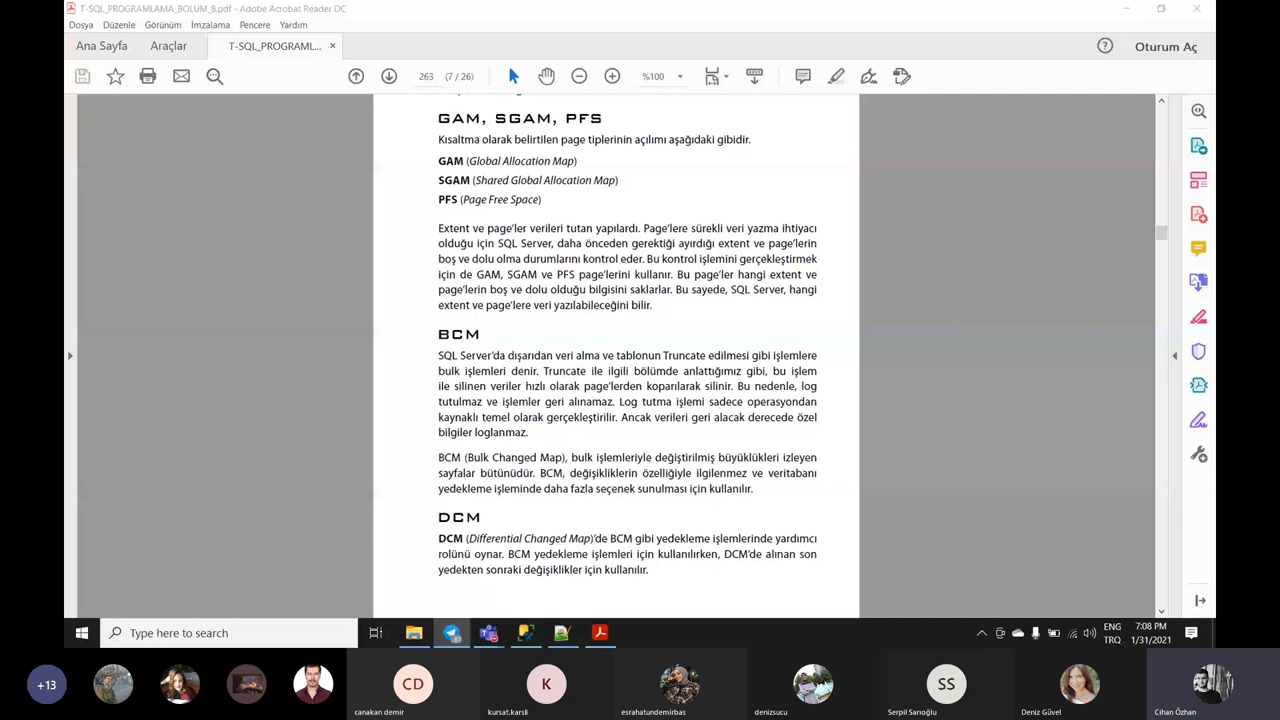 T-SQL_PROGRAMLAMA_BOLUM_8.pdf - Adobe Acrobat Reader DC
Dosya Düzenle Görünüm İmzalama Pencere Yardım
Ana Sayfa Araçlar T-SQL_PROGRAML... × Oturum Aç
263 (7 / 26) %100
GAM, SGAM, PFS
Kısaltma olarak belirtilen page tiplerinin açılımı aşağıdaki gibidir.
GAM (Global Allocation Map)
SGAM (Shared Global Allocation Map)
PFS (Page Free Space)
Extent ve page'ler verileri tutan yapılardı. Page'lere sürekli veri yazma ihtiyacı
olduğu için SQL Server, daha önceden gerektiği ayırdığı extent ve page'lerin
boş ve dolu olma durumlarını kontrol eder. Bu kontrol işlemini gerçekleştirmek
için de GAM, SGAM ve PFS page'lerini kullanır. Bu page'ler hangi extent ve
page'lerin boş ve dolu olduğu bilgisini saklarlar. Bu sayede, SQL Server, hangi
extent ve page'lere veri yazılabileceğini bilir.
BCM
SQL Server'da dışarıdan veri alma ve tablonun Truncate edilmesi gibi işlemlere
bulk işlemleri denir. Truncate ile ilgili bölümde anlattığımız gibi, bu işlem
ile silinen veriler hızlı olarak page'lerden koparılarak silinir. Bu nedenle, log
tutulmaz ve işlemler geri alınamaz. Log tutma işlemi sadece operasyondan
kaynaklı temel olarak gerçekleştirilir. Ancak verileri geri alacak derecede özel
bilgiler loglanmaz.
BCM (Bulk Changed Map), bulk işlemleriyle değiştirilmiş büyüklükleri izleyen
sayfalar bütünüdür. BCM, değişikliklerin özelliğiyle ilgilenmez ve veritabanı
yedekleme işleminde daha fazla seçenek sunulması için kullanılır.
DCM
DCM (Differential Changed Map)'de BCM gibi yedekleme işlemlerinde yardımcı
rolünü oynar. BCM yedekleme işlemleri için kullanılırken, DCM'de alınan son
yedekten sonraki değişiklikler için kullanılır.
Type here to search
ENG 7:08 PM
TRQ 1/31/2021
+13 CD K SS
canakan demir kursat.karsli esrahatundemirbas denizsucu Serpil Sarıoğlu Deniz Güvel Cihan Özhan